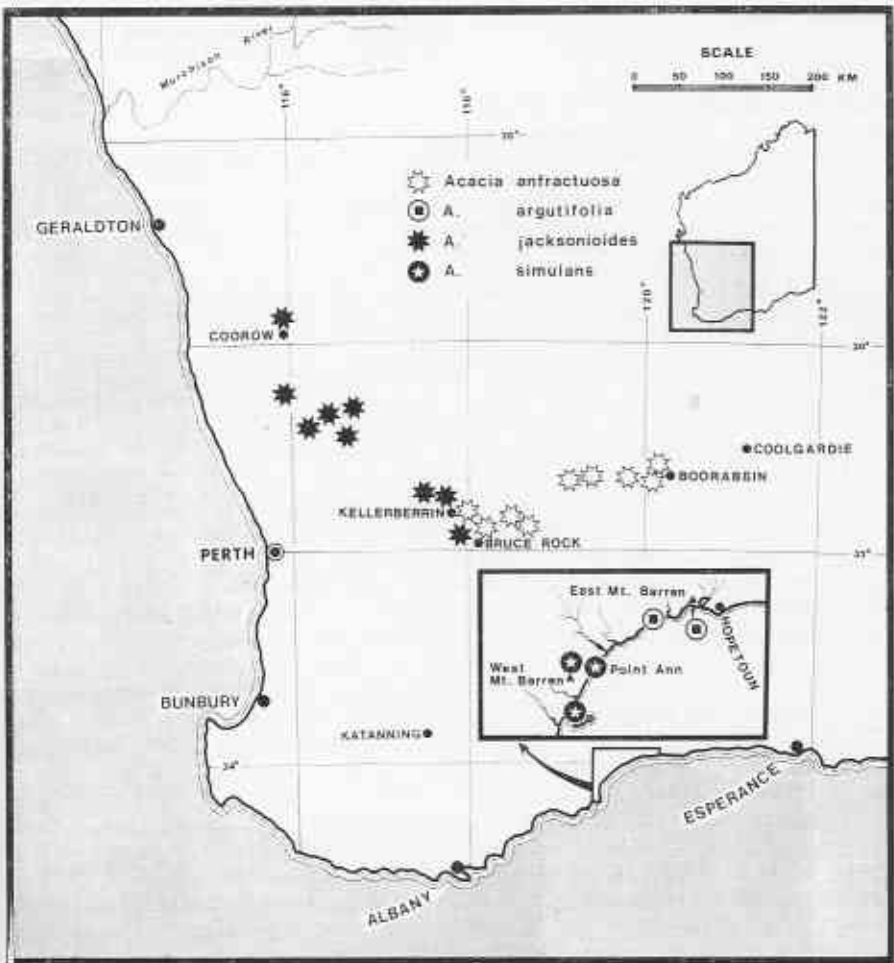 SCALE
0 50 100 150 200 KM
Murchison River
116°
118°
Acacia anfractuosa
A. argutifolia
A. jacksonioides
A. simulans
GERALDTON
120°
122°
COOROW
30°
COOLGARDIE
BOORABBIN
KELLERBERRIN
BRUCE ROCK
PERTH
East Mt. Barren
HOPETOUN
West
Mt. Barren
Point Ann
BUNBURY
KATANNING
34°
ESPERANCE
ALBANY